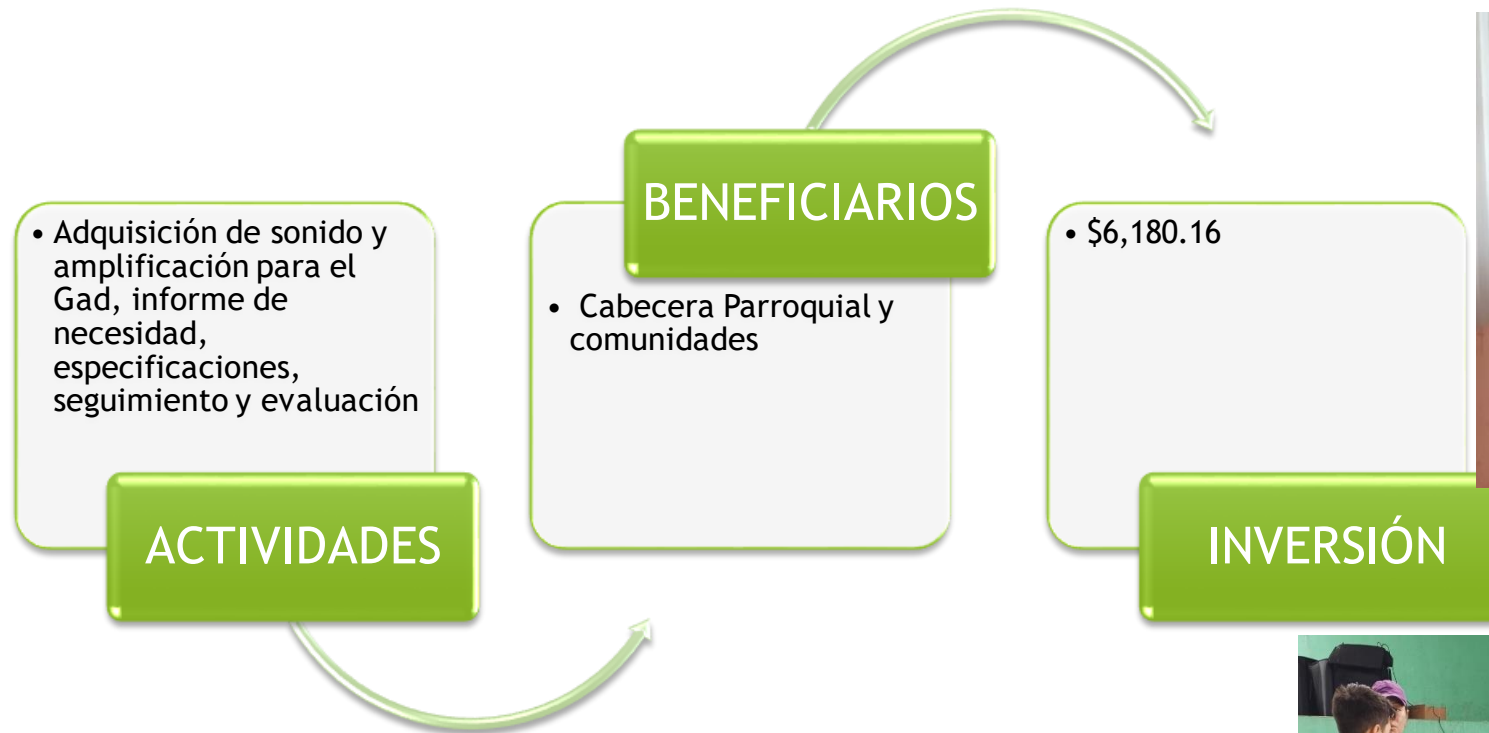 • Adquisición de sonido y
amplificación para el
Gad, informe de
necesidad,
especificaciones,
seguimiento y evaluación
ACTIVIDADES
BENEFICIARIOS
• Cabecera Parroquial y
comunidades
• $6,180.16
INVERSIÓN